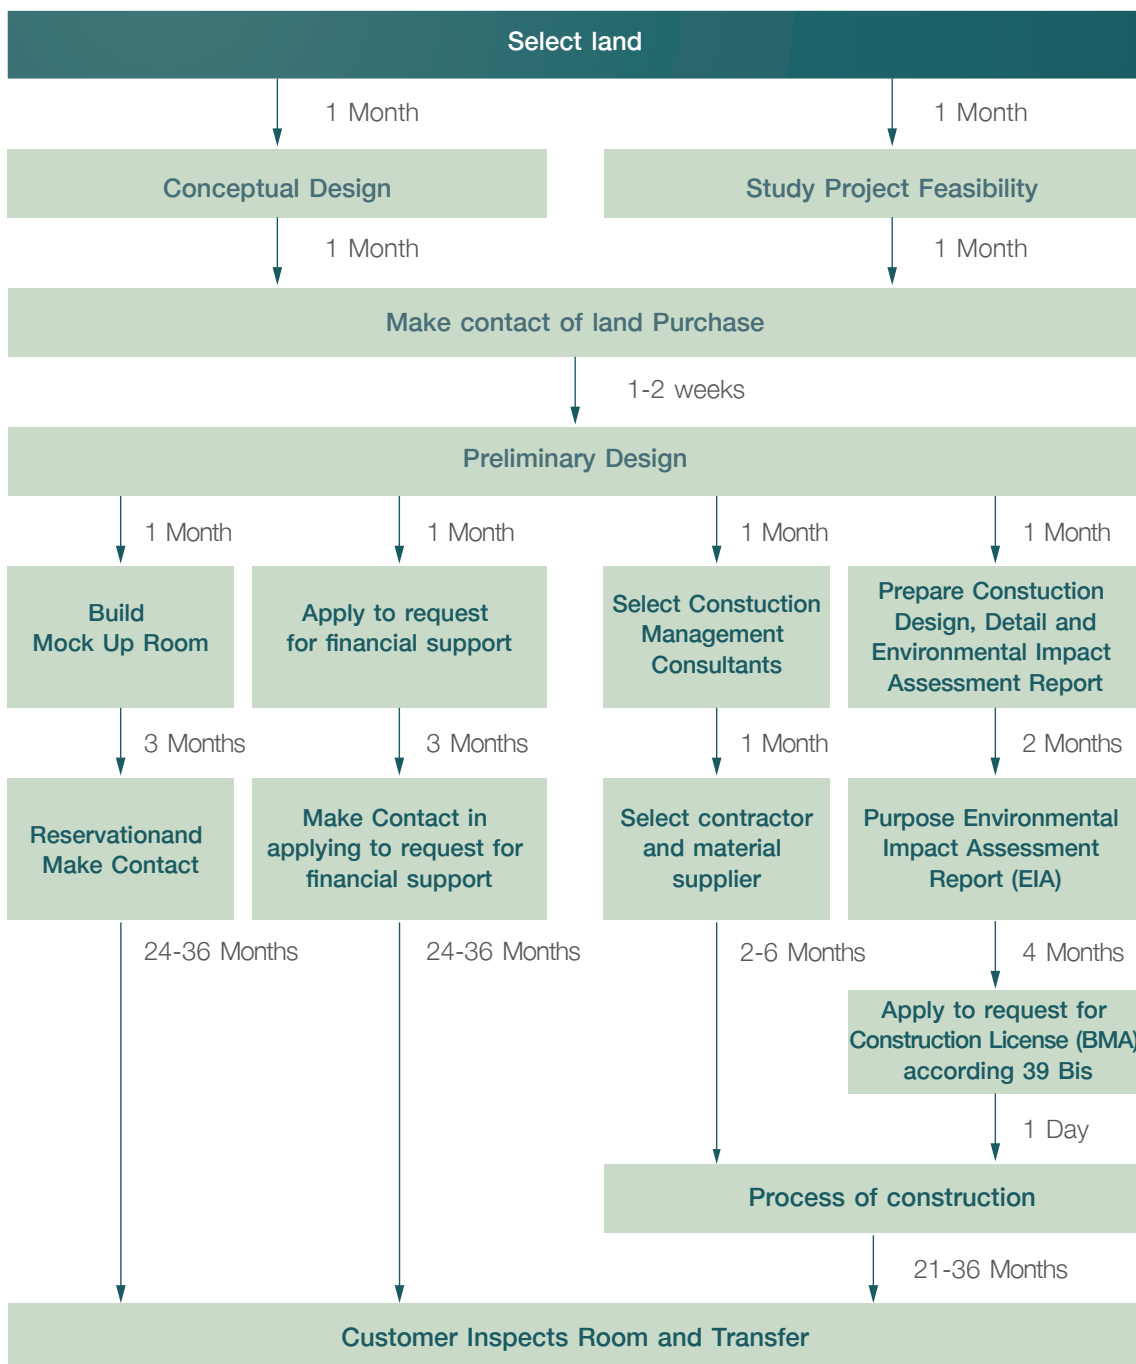 Select land
1 Month
1 Month
Conceptual Design
Study Project Feasibility
1 Month
1 Month
Make contact of land Purchase
1-2 weeks
Preliminary Design
1 Month
1 Month
1 Month
1 Month
Build
Mock Up Room
Apply to request
for financial support
Select Constuction
Management
Consultants
Prepare Constuction
Design, Detail and
Environmental Impact
Assessment Report
3 Months
3 Months
1 Month
2 Months
Reservationand
Make Contact
Make Contact in
applying to request for
financial support
Select contractor
and material
supplier
Purpose Environmental
Impact Assessment
Report (EIA)
24-36 Months
24-36 Months
2-6 Months
4 Months
Apply to request for
Construction License (BMA)
according 39 Bis
1 Day
Process of construction
21-36 Months
Customer Inspects Room and Transfer